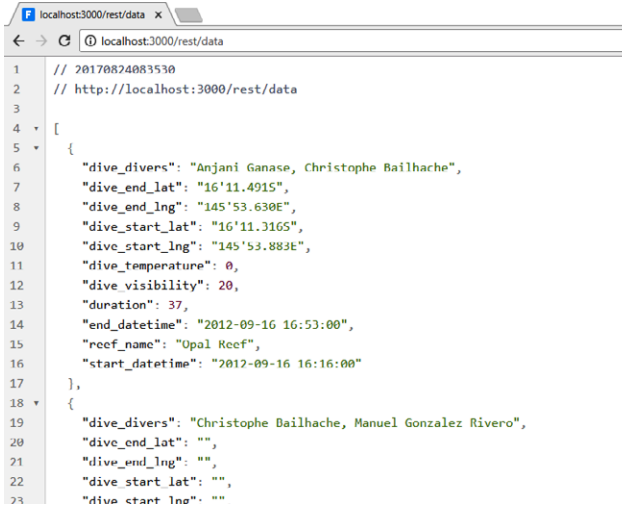 F localhost:3000/rest/data x
localhost:3000/rest/data
1 // 20170824083530
2 // http://localhost:3000/rest/data
3
4 [
5 {
6 "dive_divers": "Anjani Ganase, Christophe Bailhache",
7 "dive_end_lat": "16'11.491S",
8 "dive_end_lng": "145'53.630E",
9 "dive_start_lat": "16'11.316S",
10 "dive_start_lng": "145'53.883E",
11 "dive_temperature": 0,
12 "dive_visibility": 20,
13 "duration": 37,
14 "end_datetime": "2012-09-16 16:53:00",
15 "reef_name": "Opal Reef",
16 "start_datetime": "2012-09-16 16:16:00"
17 },
18 {
19 "dive_divers": "Christophe Bailhache, Manuel Gonzalez Rivero",
20 "dive_end_lat": "",
21 "dive_end_lng": "",
22 "dive_start_lat": "",
23 "dive_start_lng": ""